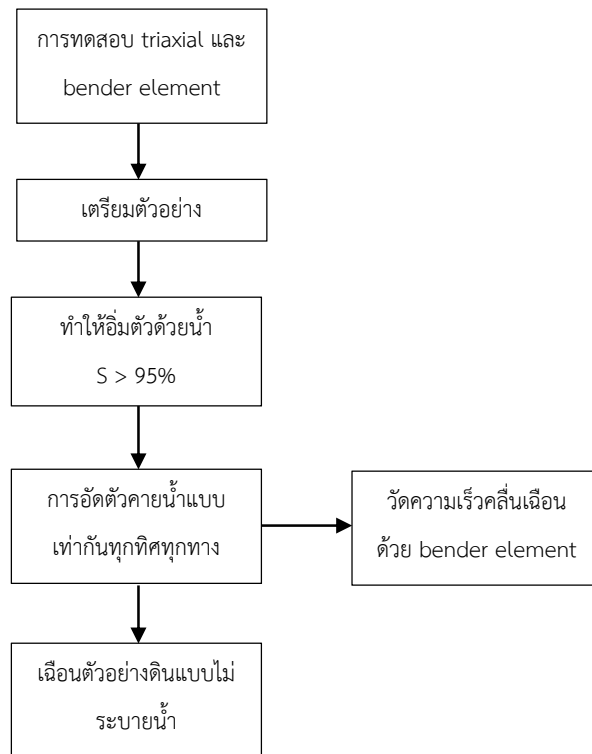 การทดสอบ triaxial และ
bender element
เตรียมตัวอย่าง
ทำให้อิ่มตัวด้วยน้ำ
S > 95%
การอัดตัวคายน้ำแบบ
เท่ากันทุกทิศทุกทาง
วัดความเร็วคลื่นเฉือน
ด้วย bender element
เฉือนตัวอย่างดินแบบไม่
ระบายน้ำ